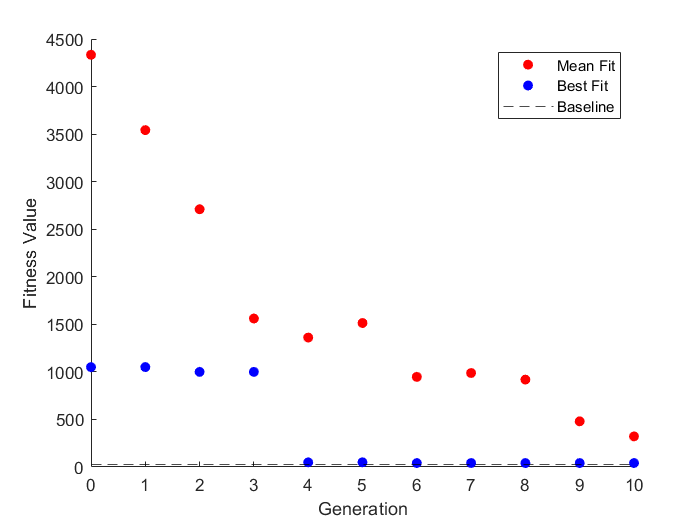 4500
4000
3500
3000
2500
2000
1500
1000
500
0
Fitness Value
Mean Fit
Best Fit
Baseline
0 1 2 3 4 5 6 7 8 9 10
Generation